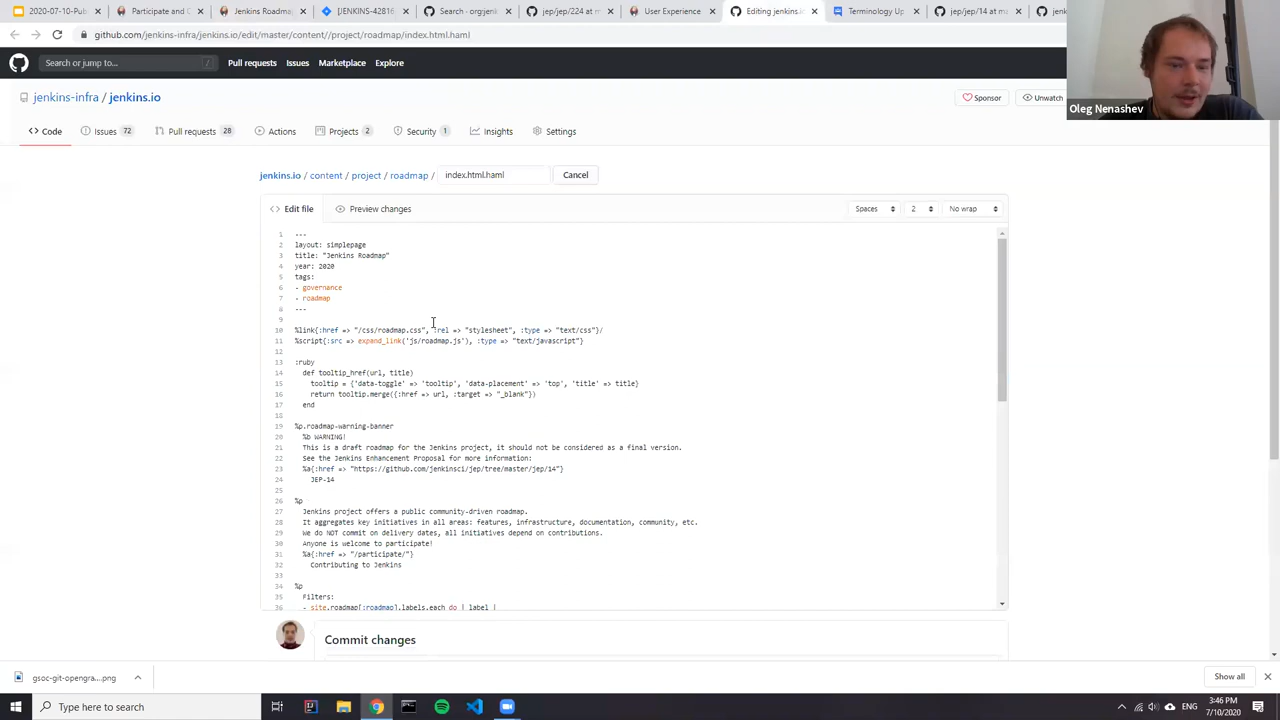 2020-07-10-Pub
Participate and C
Jenkins Roadma
[JENKINS-42816
Search · orgjenk
jep/jep/224 at m
User Experience
Editing jenkins.i
Terminology Up
jep/jep/14 at m
jen
github.com/jenkins-infra/jenkins.io/edit/master/content//project/roadmap/index.html.haml
Search or jump to... /
Pull requests Issues Marketplace Explore
Oleg Nenashev
jenkins-infra / jenkins.io
Sponsor Unwatch
Code Issues 72 Pull requests 28 Actions Projects 2 Security 1 Insights Settings
jenkins.io / content / project / roadmap / index.html.haml Cancel
Edit file Preview changes Spaces 2 No wrap
1 ---
2 layout: simplepage
3 title: "Jenkins Roadmap"
4 year: 2020
5 tags:
6 - governance
7 - roadmap
8 ---
9
10 %link{:href => "/css/roadmap.css", :rel => "stylesheet", :type => "text/css"}/
11 %script{:src => expand_link('js/roadmap.js'), :type => "text/javascript"}
12
13 :ruby
14 def tooltip_href(url, title)
15 tooltip = {'data-toggle' => 'tooltip', 'data-placement' => 'top', 'title' => title}
16 return tooltip.merge({:href => url, :target => "_blank"})
17 end
18
19 %p.roadmap-warning-banner
20 %b WARNING!
21 This is a draft roadmap for the Jenkins project, it should not be considered as a final version.
22 See the Jenkins Enhancement Proposal for more information:
23 %a{:href => "https://github.com/jenkinsci/jep/tree/master/jep/14"}
24 JEP-14
25
26 %p
27 Jenkins project offers a public community-driven roadmap.
28 It aggregates key initiatives in all areas: features, infrastructure, documentation, community, etc.
29 We do NOT commit on delivery dates, all initiatives depend on contributions.
30 Anyone is welcome to participate!
31 %a{:href => "/participate/"}
32 Contributing to Jenkins
33
34 %p
35 Filters:
36 - site.roadmap[:roadmap].labels.each do | label |
Commit changes
gsoc-git-opengra....png
Show all
Type here to search
ENG
3:46 PM
7/10/2020